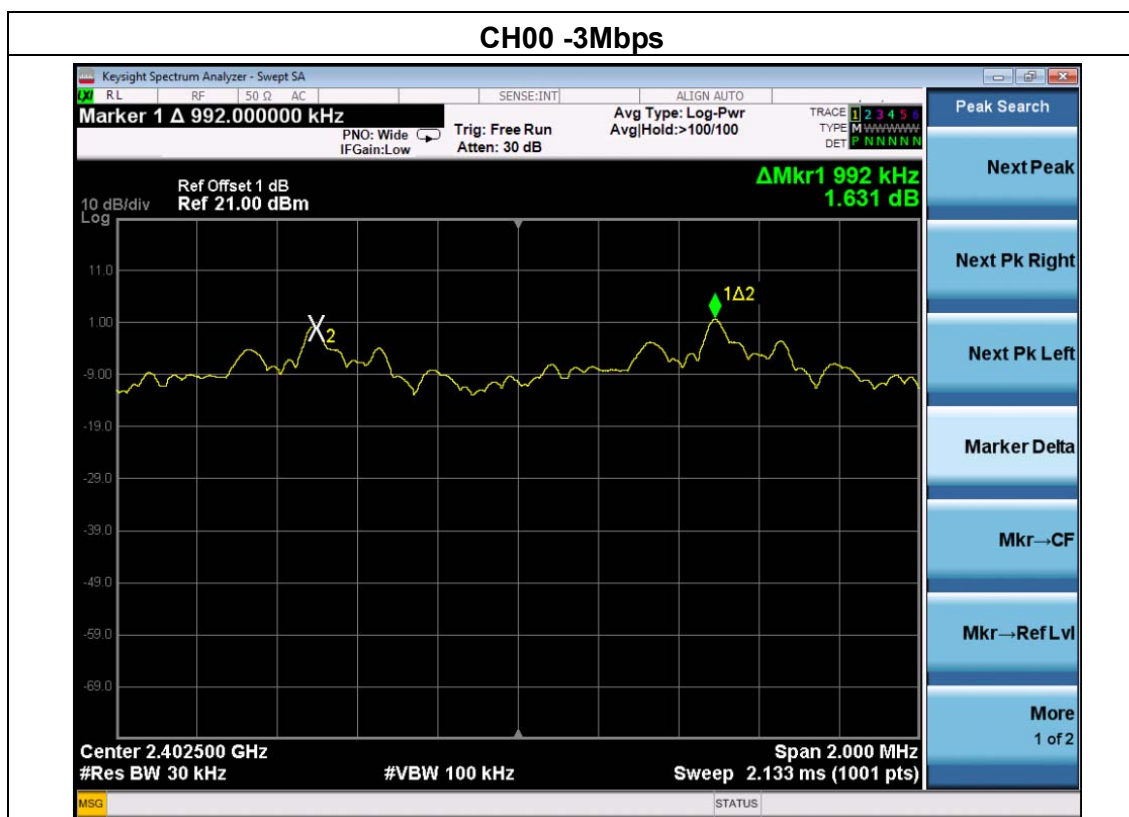 CH00 -3Mbps
Keysight Spectrum Analyzer - Swept SA
LXI RL RF 50 Ω AC SENSE:INT ALIGN AUTO
Marker 1 Δ 992.000000 kHz
PNO: Wide
IFGain:Low
Trig: Free Run
Atten: 30 dB
Avg Type: Log-Pwr
Avg|Hold:>100/100
TRACE 1 2 3 4 5 6
TYPE M WWWWW
DET P N N N N N
ΔMkr1 992 kHz
1.631 dB
Ref Offset 1 dB
10 dB/div Ref 21.00 dBm
Log
11.0
1.00
-9.00
-19.0
-29.0
-39.0
-49.0
-59.0
-69.0
X2
1Δ2
Center 2.402500 GHz Span 2.000 MHz
#Res BW 30 kHz #VBW 100 kHz Sweep 2.133 ms (1001 pts)
MSG STATUS
Peak Search
Next Peak
Next Pk Right
Next Pk Left
Marker Delta
Mkr→CF
Mkr→Ref Lvl
More
1 of 2